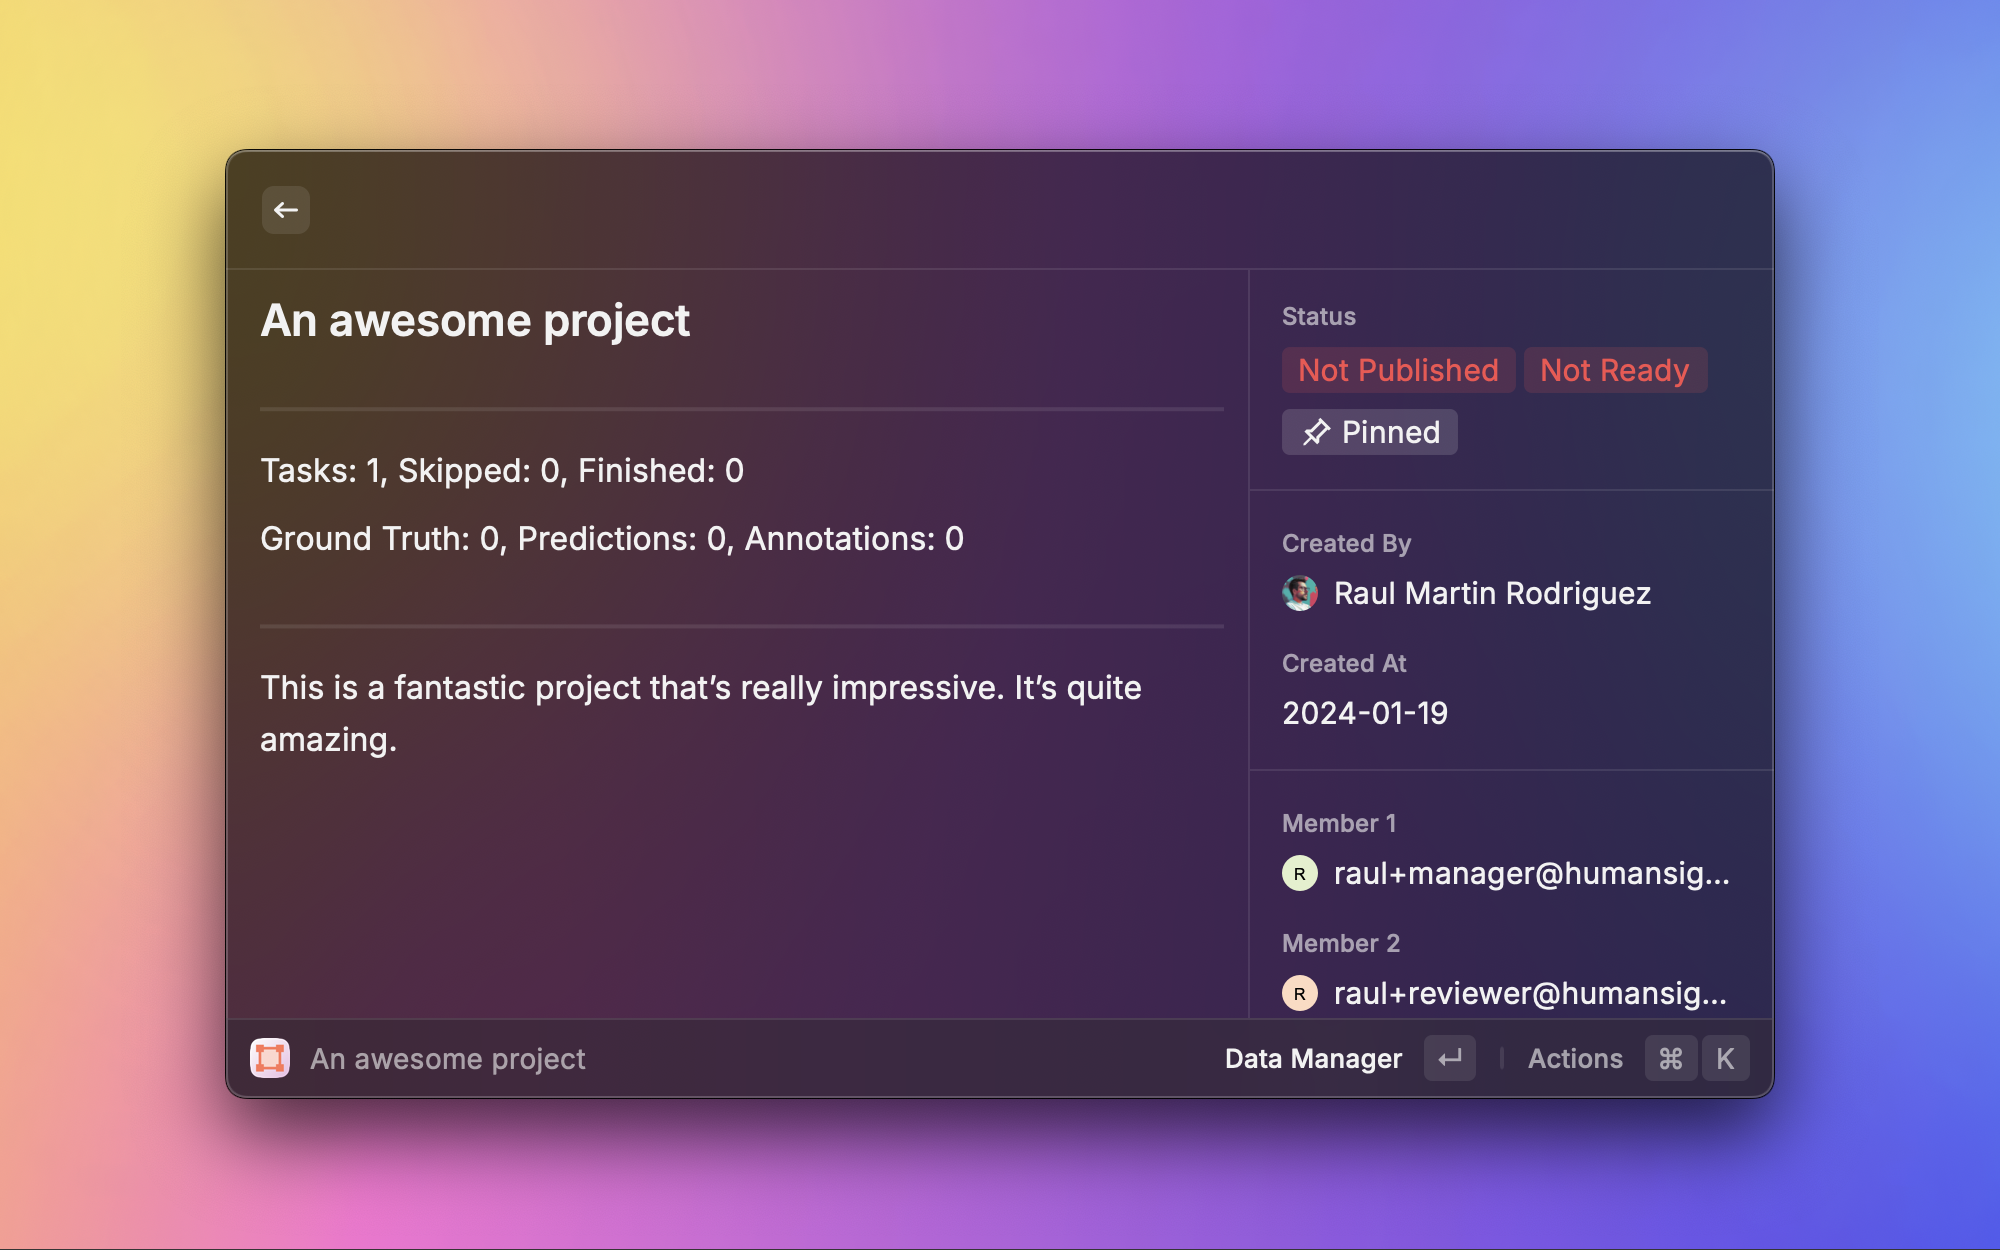 An awesome project
Tasks: 1, Skipped: 0, Finished: 0
Ground Truth: 0, Predictions: 0, Annotations: 0
This is a fantastic project that’s really impressive. It’s quite
amazing.
Status
Not Published Not Ready
Pinned
Created By
Raul Martin Rodriguez
Created At
2024-01-19
Member 1
R raul+manager@humansig...
Member 2
R raul+reviewer@humansig...
An awesome project
Data Manager ↵ Actions ⌘ K